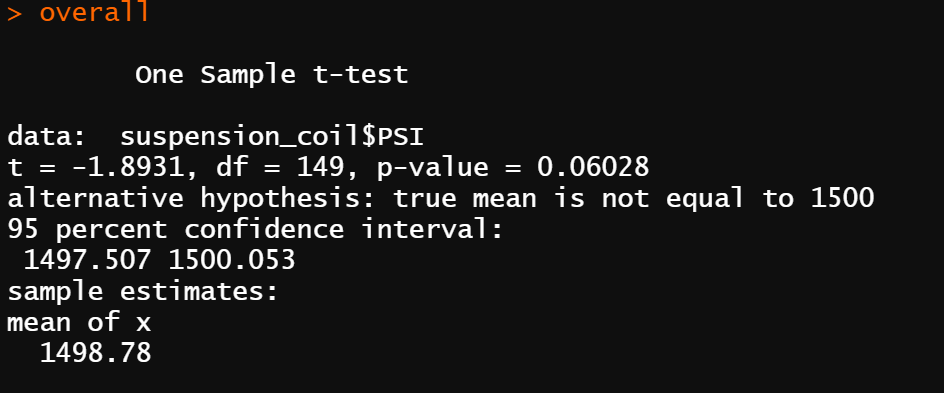 > overall
One Sample t-test
data:  suspension_coil$PSI
t = -1.8931, df = 149, p-value = 0.06028
alternative hypothesis: true mean is not equal to 1500
95 percent confidence interval:
 1497.507 1500.053
sample estimates:
mean of x
  1498.78